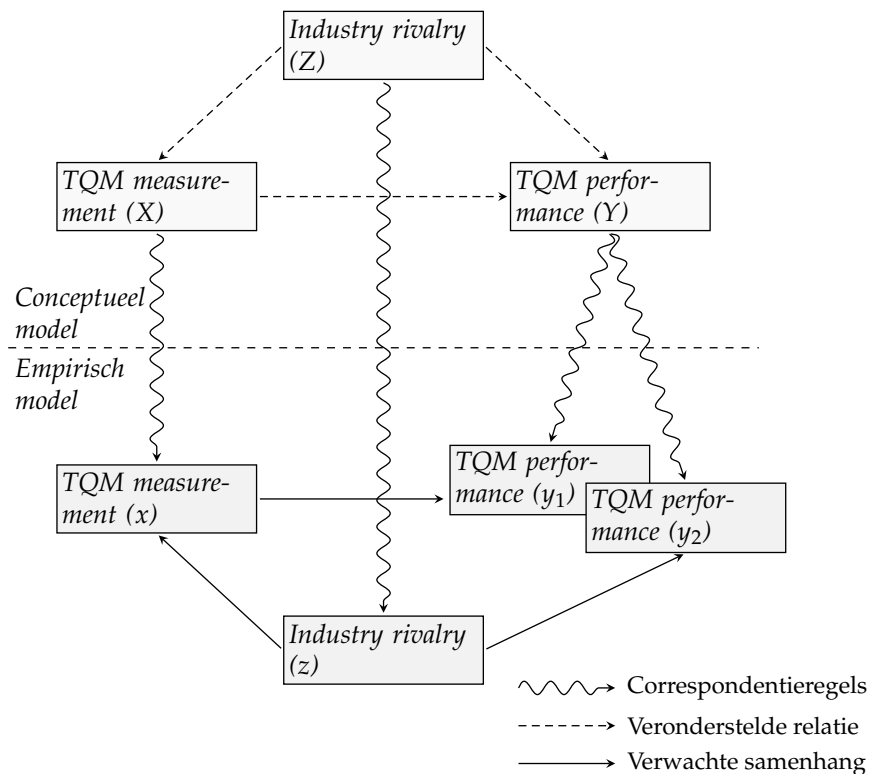 Industry rivalry
(Z)
TQM measure-
ment (X)
TQM perfor-
mance (Y)
Conceptueel
model
Empirisch
model
TQM measure-
ment (x)
TQM perfor-
mance (y₁)
TQM perfor-
mance (y₂)
Industry rivalry
(z)
Correspondentieregels
Veronderstelde relatie
Verwachte samenhang